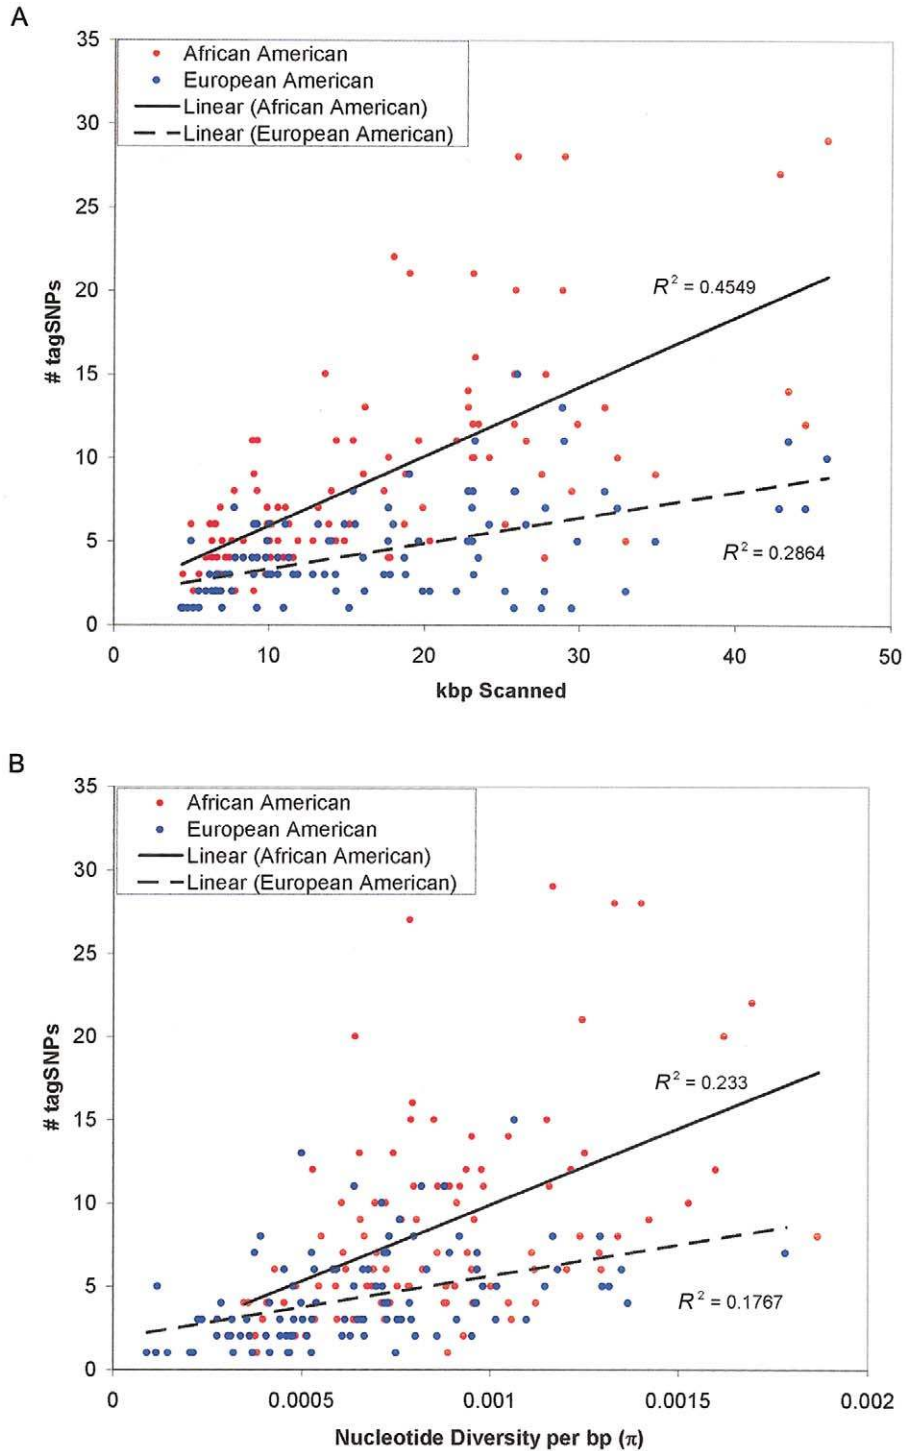 A
35
African American
European American
Linear (African American)
Linear (European American)
30
25
20
15
10
5
0
# tagSNPs
R² = 0.4549
R² = 0.2864
0 10 20 30 40 50
kbp Scanned
B
35
African American
European American
Linear (African American)
Linear (European American)
30
25
20
15
10
5
0
# tagSNPs
R² = 0.233
R² = 0.1767
0 0.0005 0.001 0.0015 0.002
Nucleotide Diversity per bp (π)